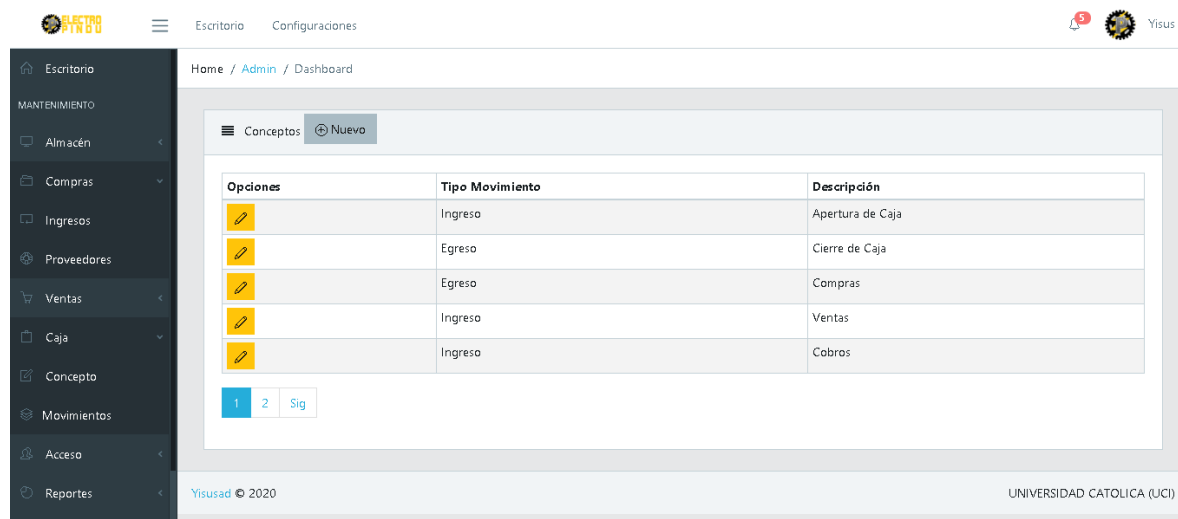 ELECTRO
PINDU
Escritorio
Configuraciones
5
Yisus
Escritorio
MANTENIMIENTO
Almacén
Compras
Ingresos
Proveedores
Ventas
Caja
Concepto
Movimientos
Acceso
Reportes
Home / Admin / Dashboard
Conceptos
Nuevo
Opciones Tipo Movimiento Descripción
Ingreso Apertura de Caja
Egreso Cierre de Caja
Egreso Compras
Ingreso Ventas
Ingreso Cobros
1 2 Sig
Yisusad © 2020
UNIVERSIDAD CATOLICA (UCI)